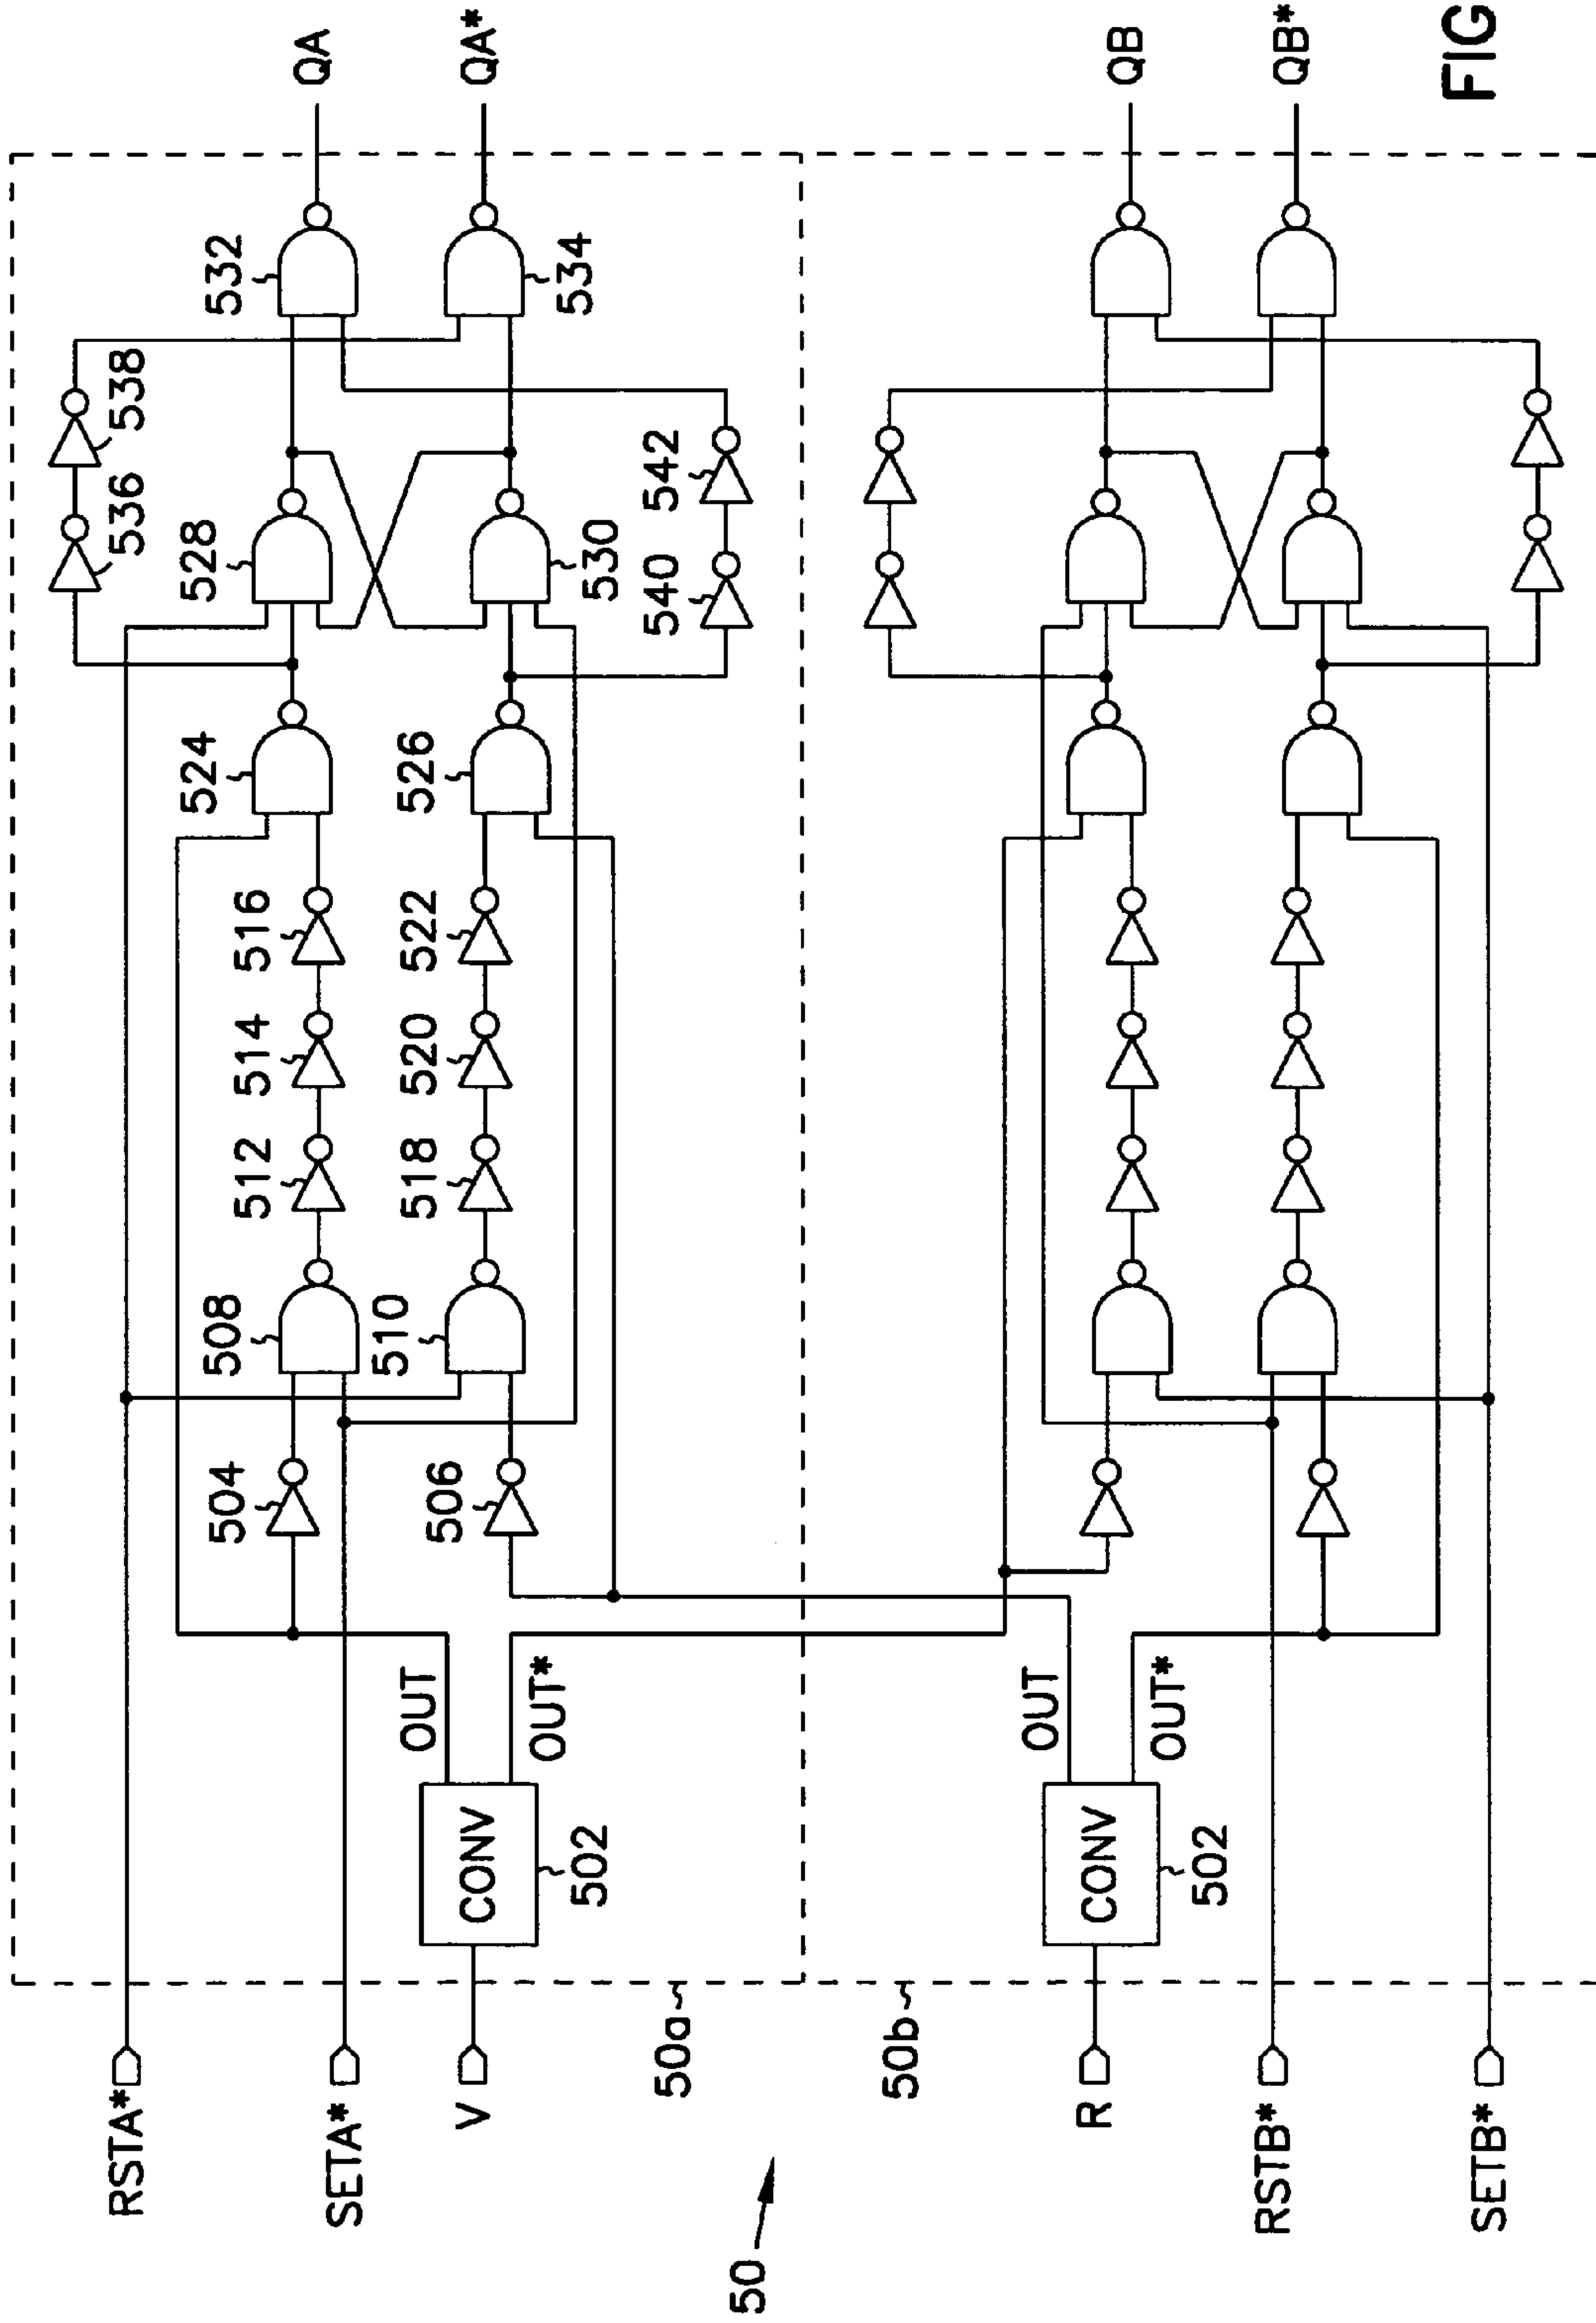 RSTA*
SETA*
V
50a
50
50b
R
RSTB*
SETB*
CONV
502
OUT
OUT*
504
506
508
510
512
514
516
518
520
522
524
526
528
530
532
534
536
538
540
542
QA
QA*
CONV
502
OUT
OUT*
QB
QB*
FIG